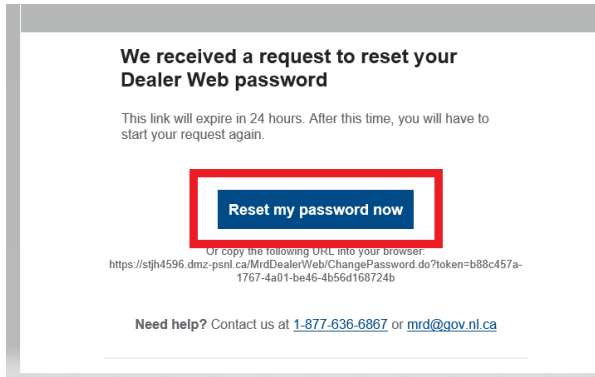 We received a request to reset your
Dealer Web password
This link will expire in 24 hours. After this time, you will have to
start your request again.
Reset my password now
Or copy the following URL into your browser:
https://stjh4596.dmz-psnl.ca/MrdDealerWeb/ChangePassword.do?token=b88c457a-
1767-4a01-be46-4b56d168724b
Need help? Contact us at 1-877-636-6867 or mrd@gov.nl.ca